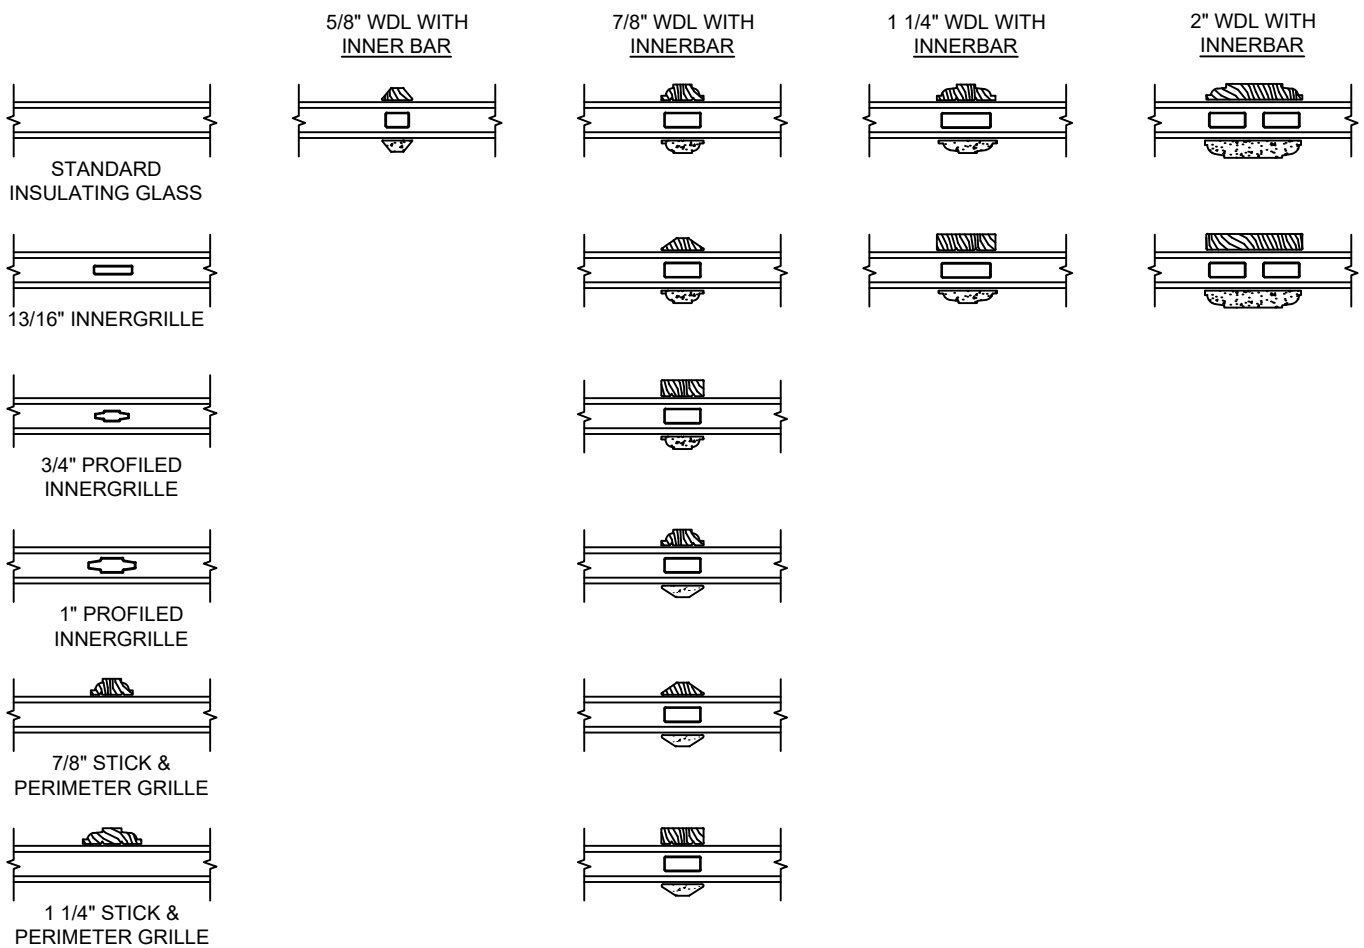 5/8" WDL WITH
INNER BAR
7/8" WDL WITH
INNERBAR
1 1/4" WDL WITH
INNERBAR
2" WDL WITH
INNERBAR
STANDARD
INSULATING GLASS
13/16" INNERGRILLE
3/4" PROFILED
INNERGRILLE
1" PROFILED
INNERGRILLE
7/8" STICK &
PERIMETER GRILLE
1 1/4" STICK &
PERIMETER GRILLE